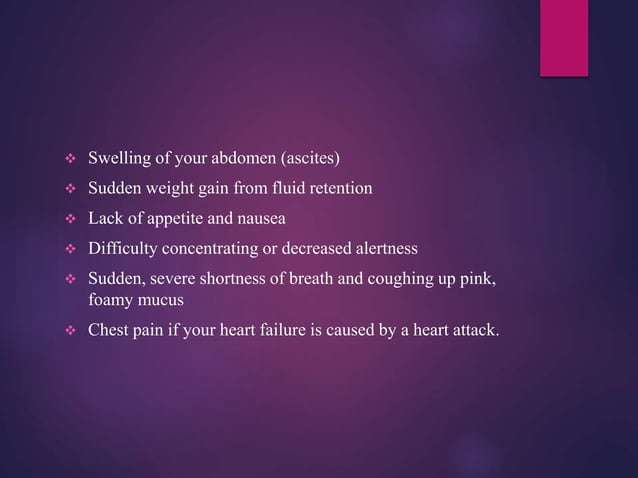 Swelling of your abdomen (ascites)
Sudden weight gain from fluid retention
Lack of appetite and nausea
Difficulty concentrating or decreased alertness
Sudden, severe shortness of breath and coughing up pink,
foamy mucus
Chest pain if your heart failure is caused by a heart attack.